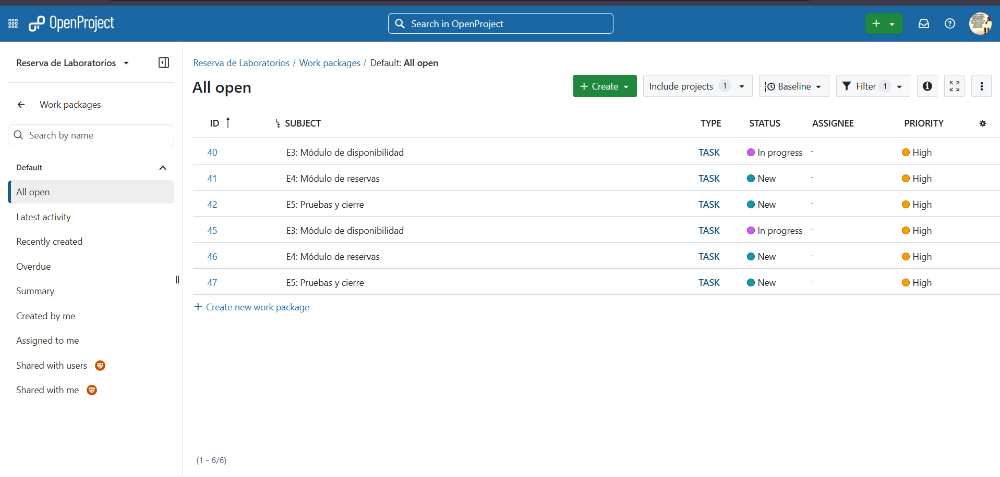 OpenProject
Search in OpenProject
Reserva de Laboratorios
Work packages
Search by name
Default
All open
Latest activity
Recently created
Overdue
Summary
Created by me
Assigned to me
Shared with users
Shared with me
Reserva de Laboratorios / Work packages / Default: All open
All open
+ Create
Include projects 1
Baseline
Filter 1
ID SUBJECT TYPE STATUS ASSIGNEE PRIORITY
40 E3: Módulo de disponibilidad TASK In progress - High
41 E4: Módulo de reservas TASK New - High
42 E5: Pruebas y cierre TASK New - High
45 E3: Módulo de disponibilidad TASK In progress - High
46 E4: Módulo de reservas TASK New - High
47 E5: Pruebas y cierre TASK New - High
+ Create new work package
(1 - 6/6)